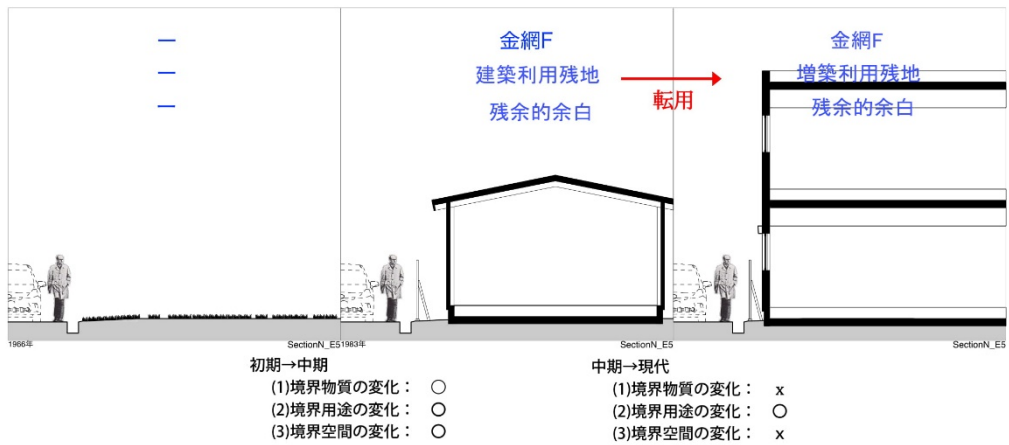 —
—
—
1966年
SectionN_E5
金網F
建築利用残地
残余的余白
転用
1983年
SectionN_E5
金網F
増築利用残地
残余的余白
SectionN_E5
初期→中期
(1)境界物質の変化： ○
(2)境界用途の変化： ○
(3)境界空間の変化： ○
中期→現代
(1)境界物質の変化： x
(2)境界用途の変化： ○
(3)境界空間の変化： x